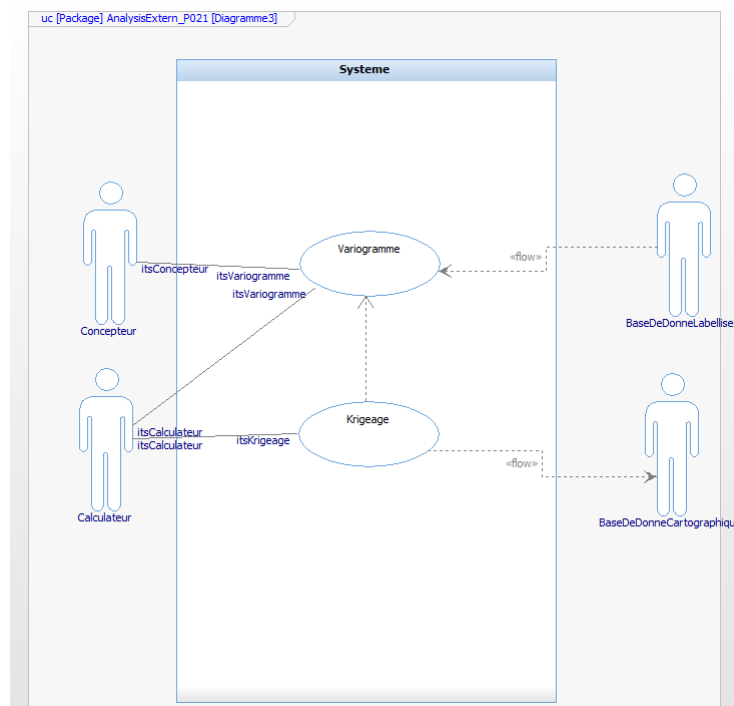 uc [Package] AnalysisExtern_P021 [Diagramme3]
Systeme
Variogramme
«flow»
itsConcepteur
itsVariogramme
itsVariogramme
Concepteur
BaseDeDonneLabellise
Krigeage
itsCalculateur
itsKrigeage
itsCalculateur
«flow»
Calculateur
BaseDeDonneCartographiqu